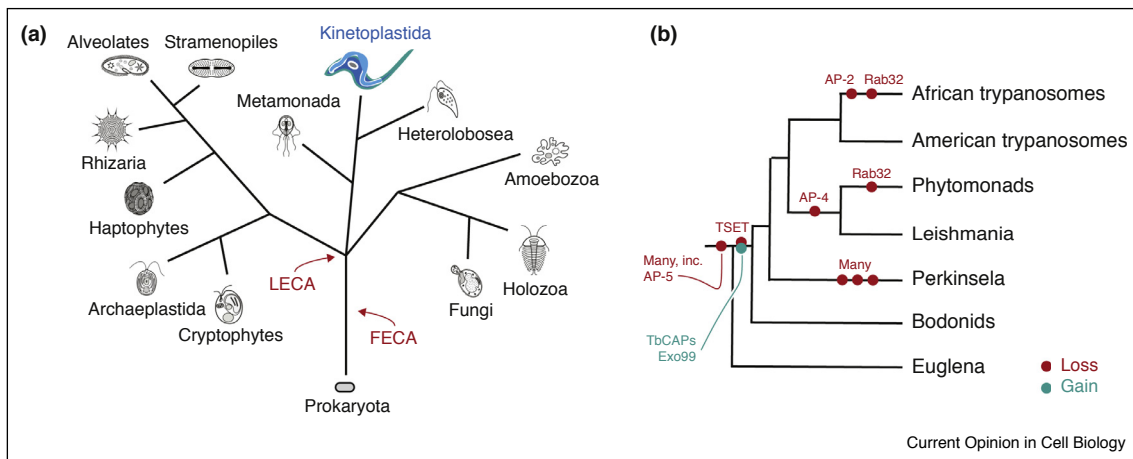 (a)
Alveolates
Stramenopiles
Kinetoplastida
Metamonada
Heterolobosea
Rhizaria
Amoebozoa
Haptophytes
Archaeplastida
Cryptophytes
LECA
Fungi
Holozoa
FECA
Prokaryota
(b)
AP-2 Rab32
African trypanosomes
American trypanosomes
Rab32
Phytomonads
AP-4
Leishmania
TSET
Many, inc.
AP-5
Many
Perkinsela
TbCAPs
Exo99
Bodonids
Euglena
Loss
Gain
Current Opinion in Cell Biology